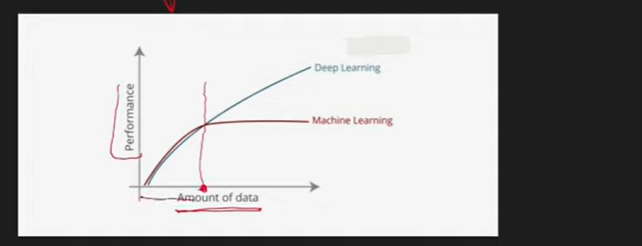 Deep Learning
Performance
Machine Learning
Amount of data